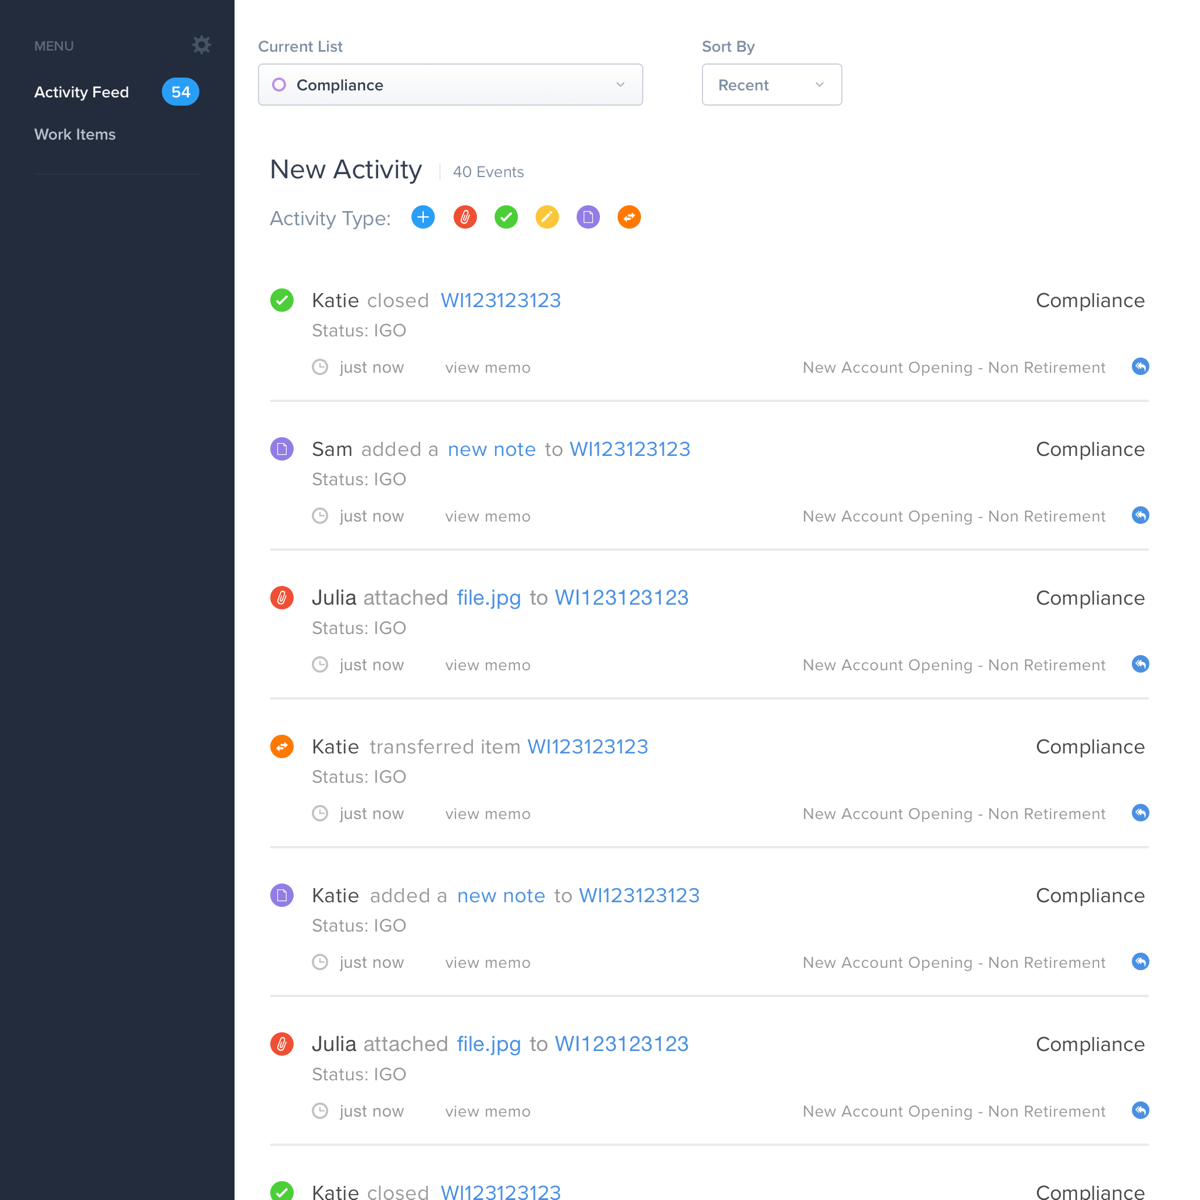 MENU
Activity Feed 54
Work Items
Current List
Sort By
Compliance
Recent
New Activity 40 Events
Activity Type:
Katie closed WI123123123 Compliance
Status: IGO
just now view memo New Account Opening - Non Retirement
Sam added a new note to WI123123123 Compliance
Status: IGO
just now view memo New Account Opening - Non Retirement
Julia attached file.jpg to WI123123123 Compliance
Status: IGO
just now view memo New Account Opening - Non Retirement
Katie transferred item WI123123123 Compliance
Status: IGO
just now view memo New Account Opening - Non Retirement
Katie added a new note to WI123123123 Compliance
Status: IGO
just now view memo New Account Opening - Non Retirement
Julia attached file.jpg to WI123123123 Compliance
Status: IGO
just now view memo New Account Opening - Non Retirement
Katie closed WI123123123 Compliance